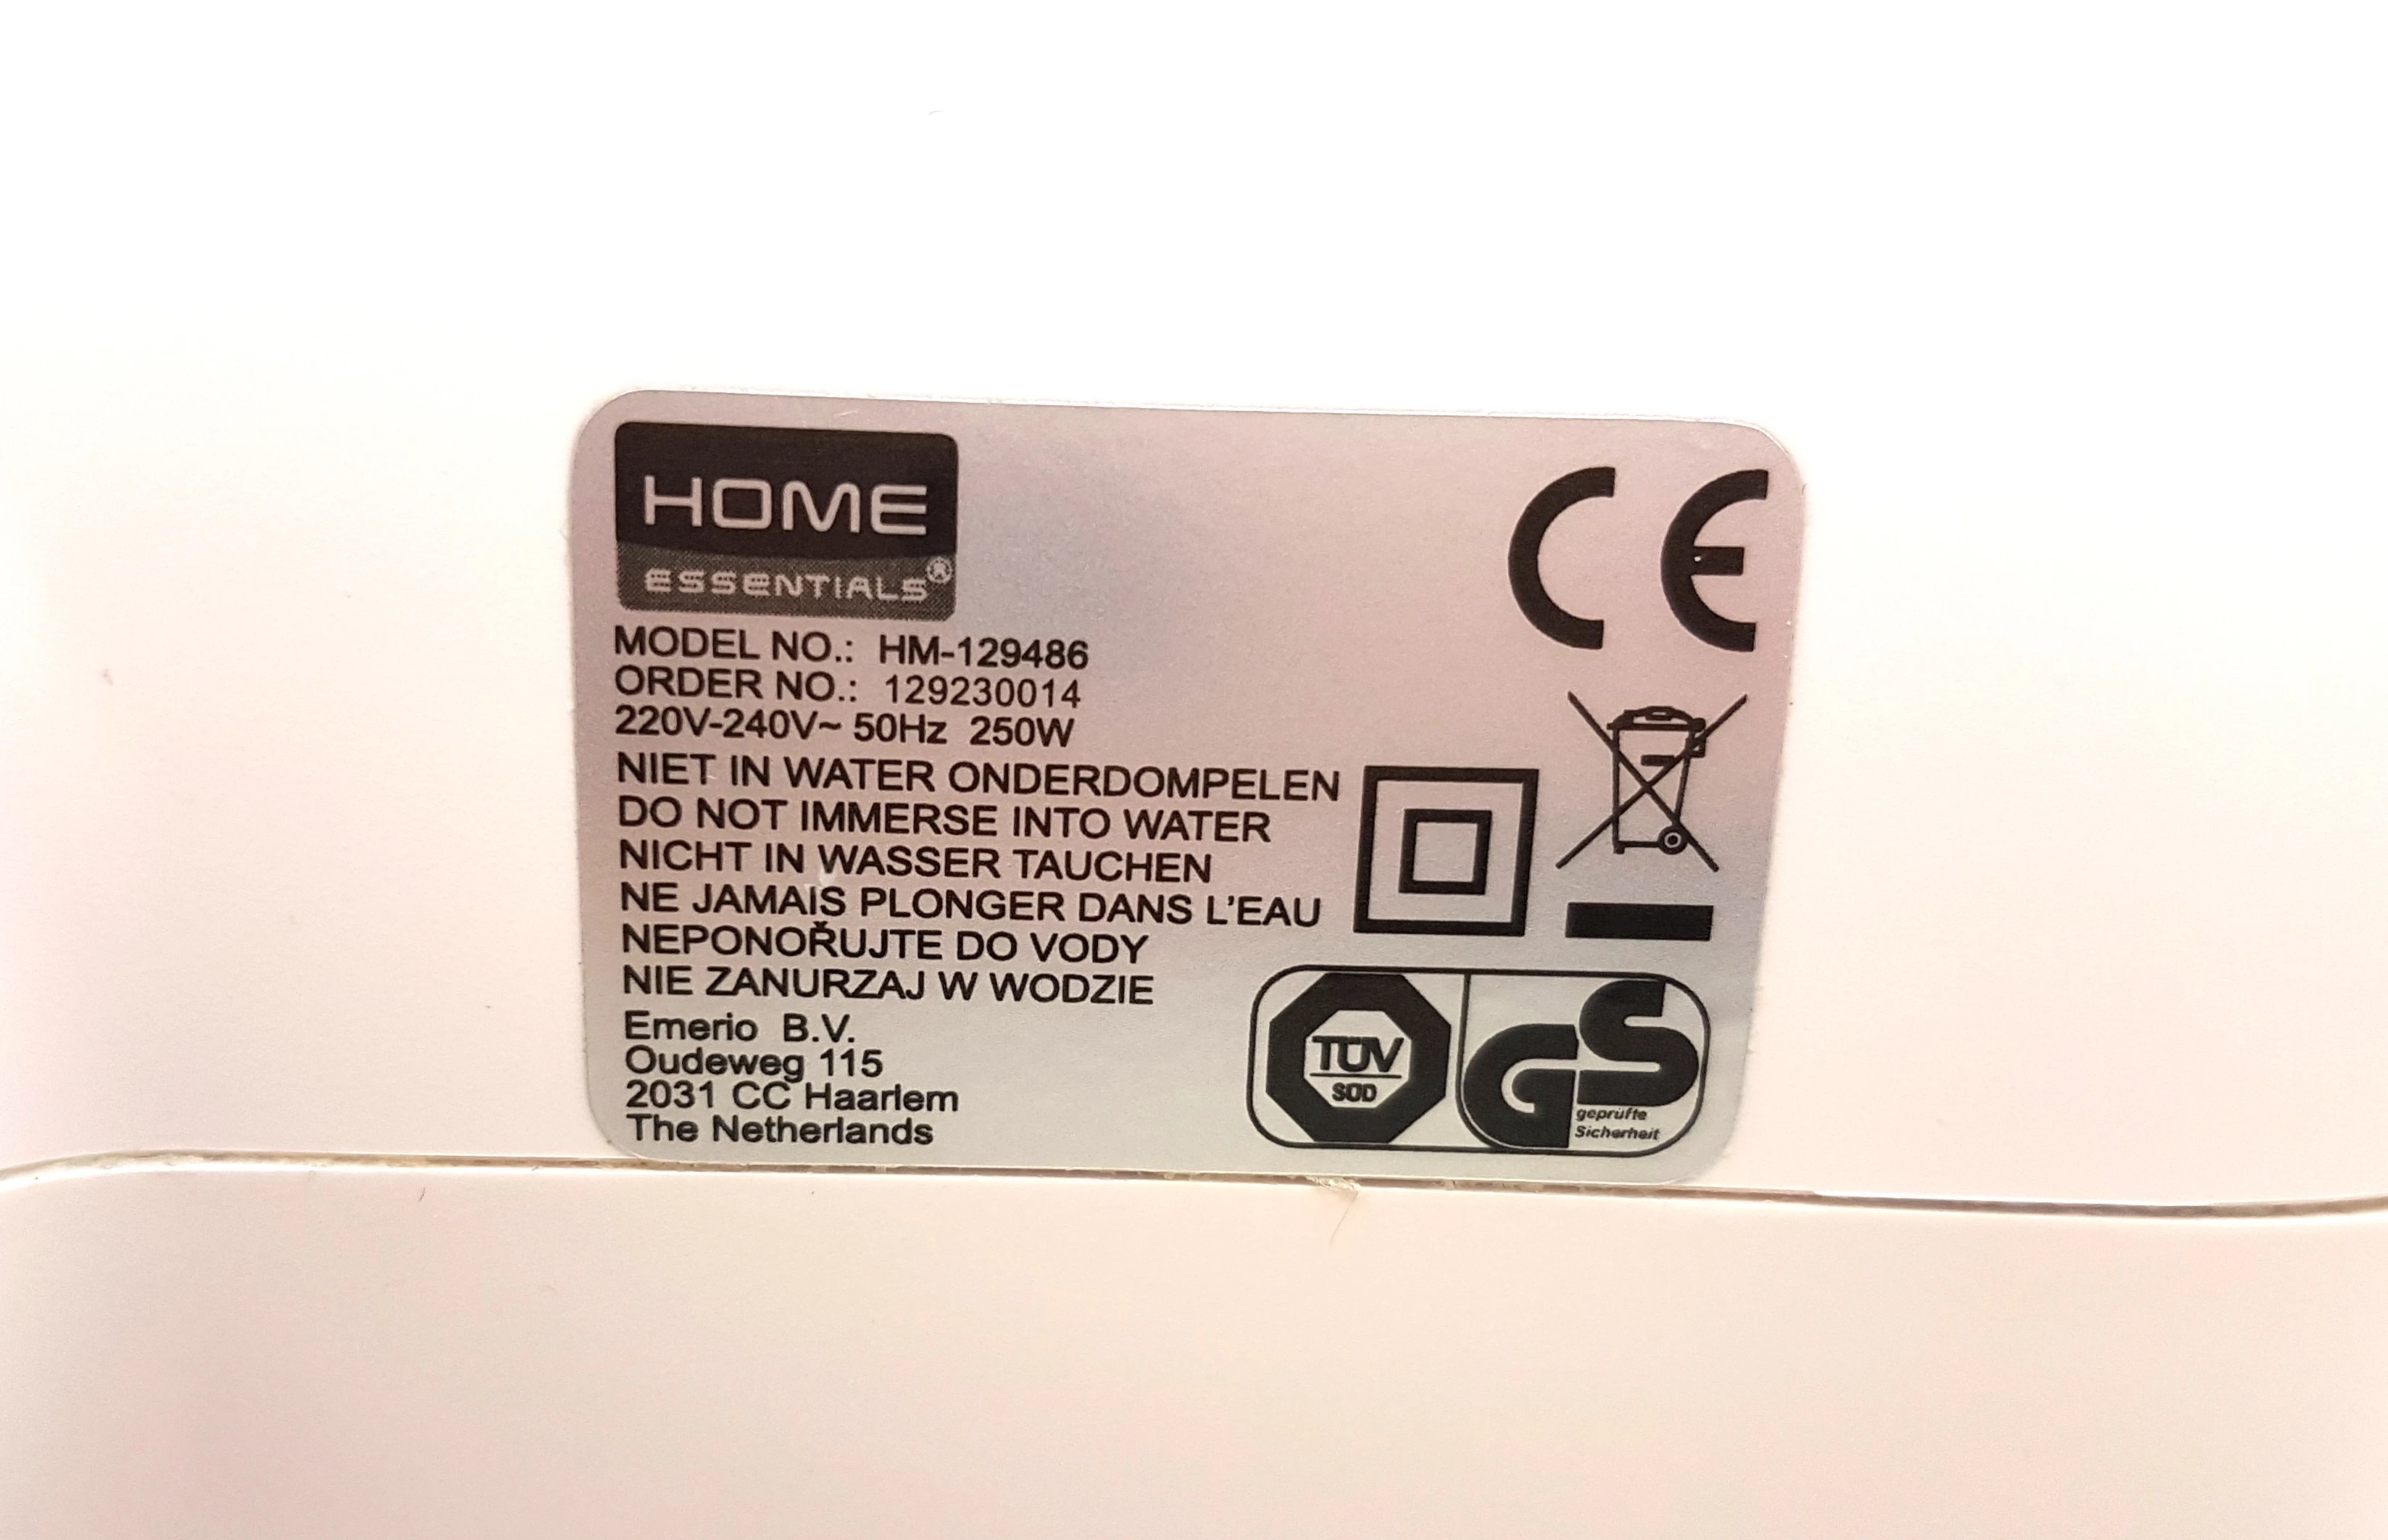 HOME
ESSENTIALS®
CE
MODEL NO.: HM-129486
ORDER NO.: 129230014
220V-240V~ 50Hz 250W
NIET IN WATER ONDERDOMPELEN
DO NOT IMMERSE INTO WATER
NICHT IN WASSER TAUCHEN
NE JAMAIS PLONGER DANS L'EAU
NEPONOŘUJTE DO VODY
NIE ZANURZAJ W WODZIE
Emerio B.V.
Oudeweg 115
2031 CC Haarlem
The Netherlands
TÜV
SÜD
GS
geprüfte
Sicherheit